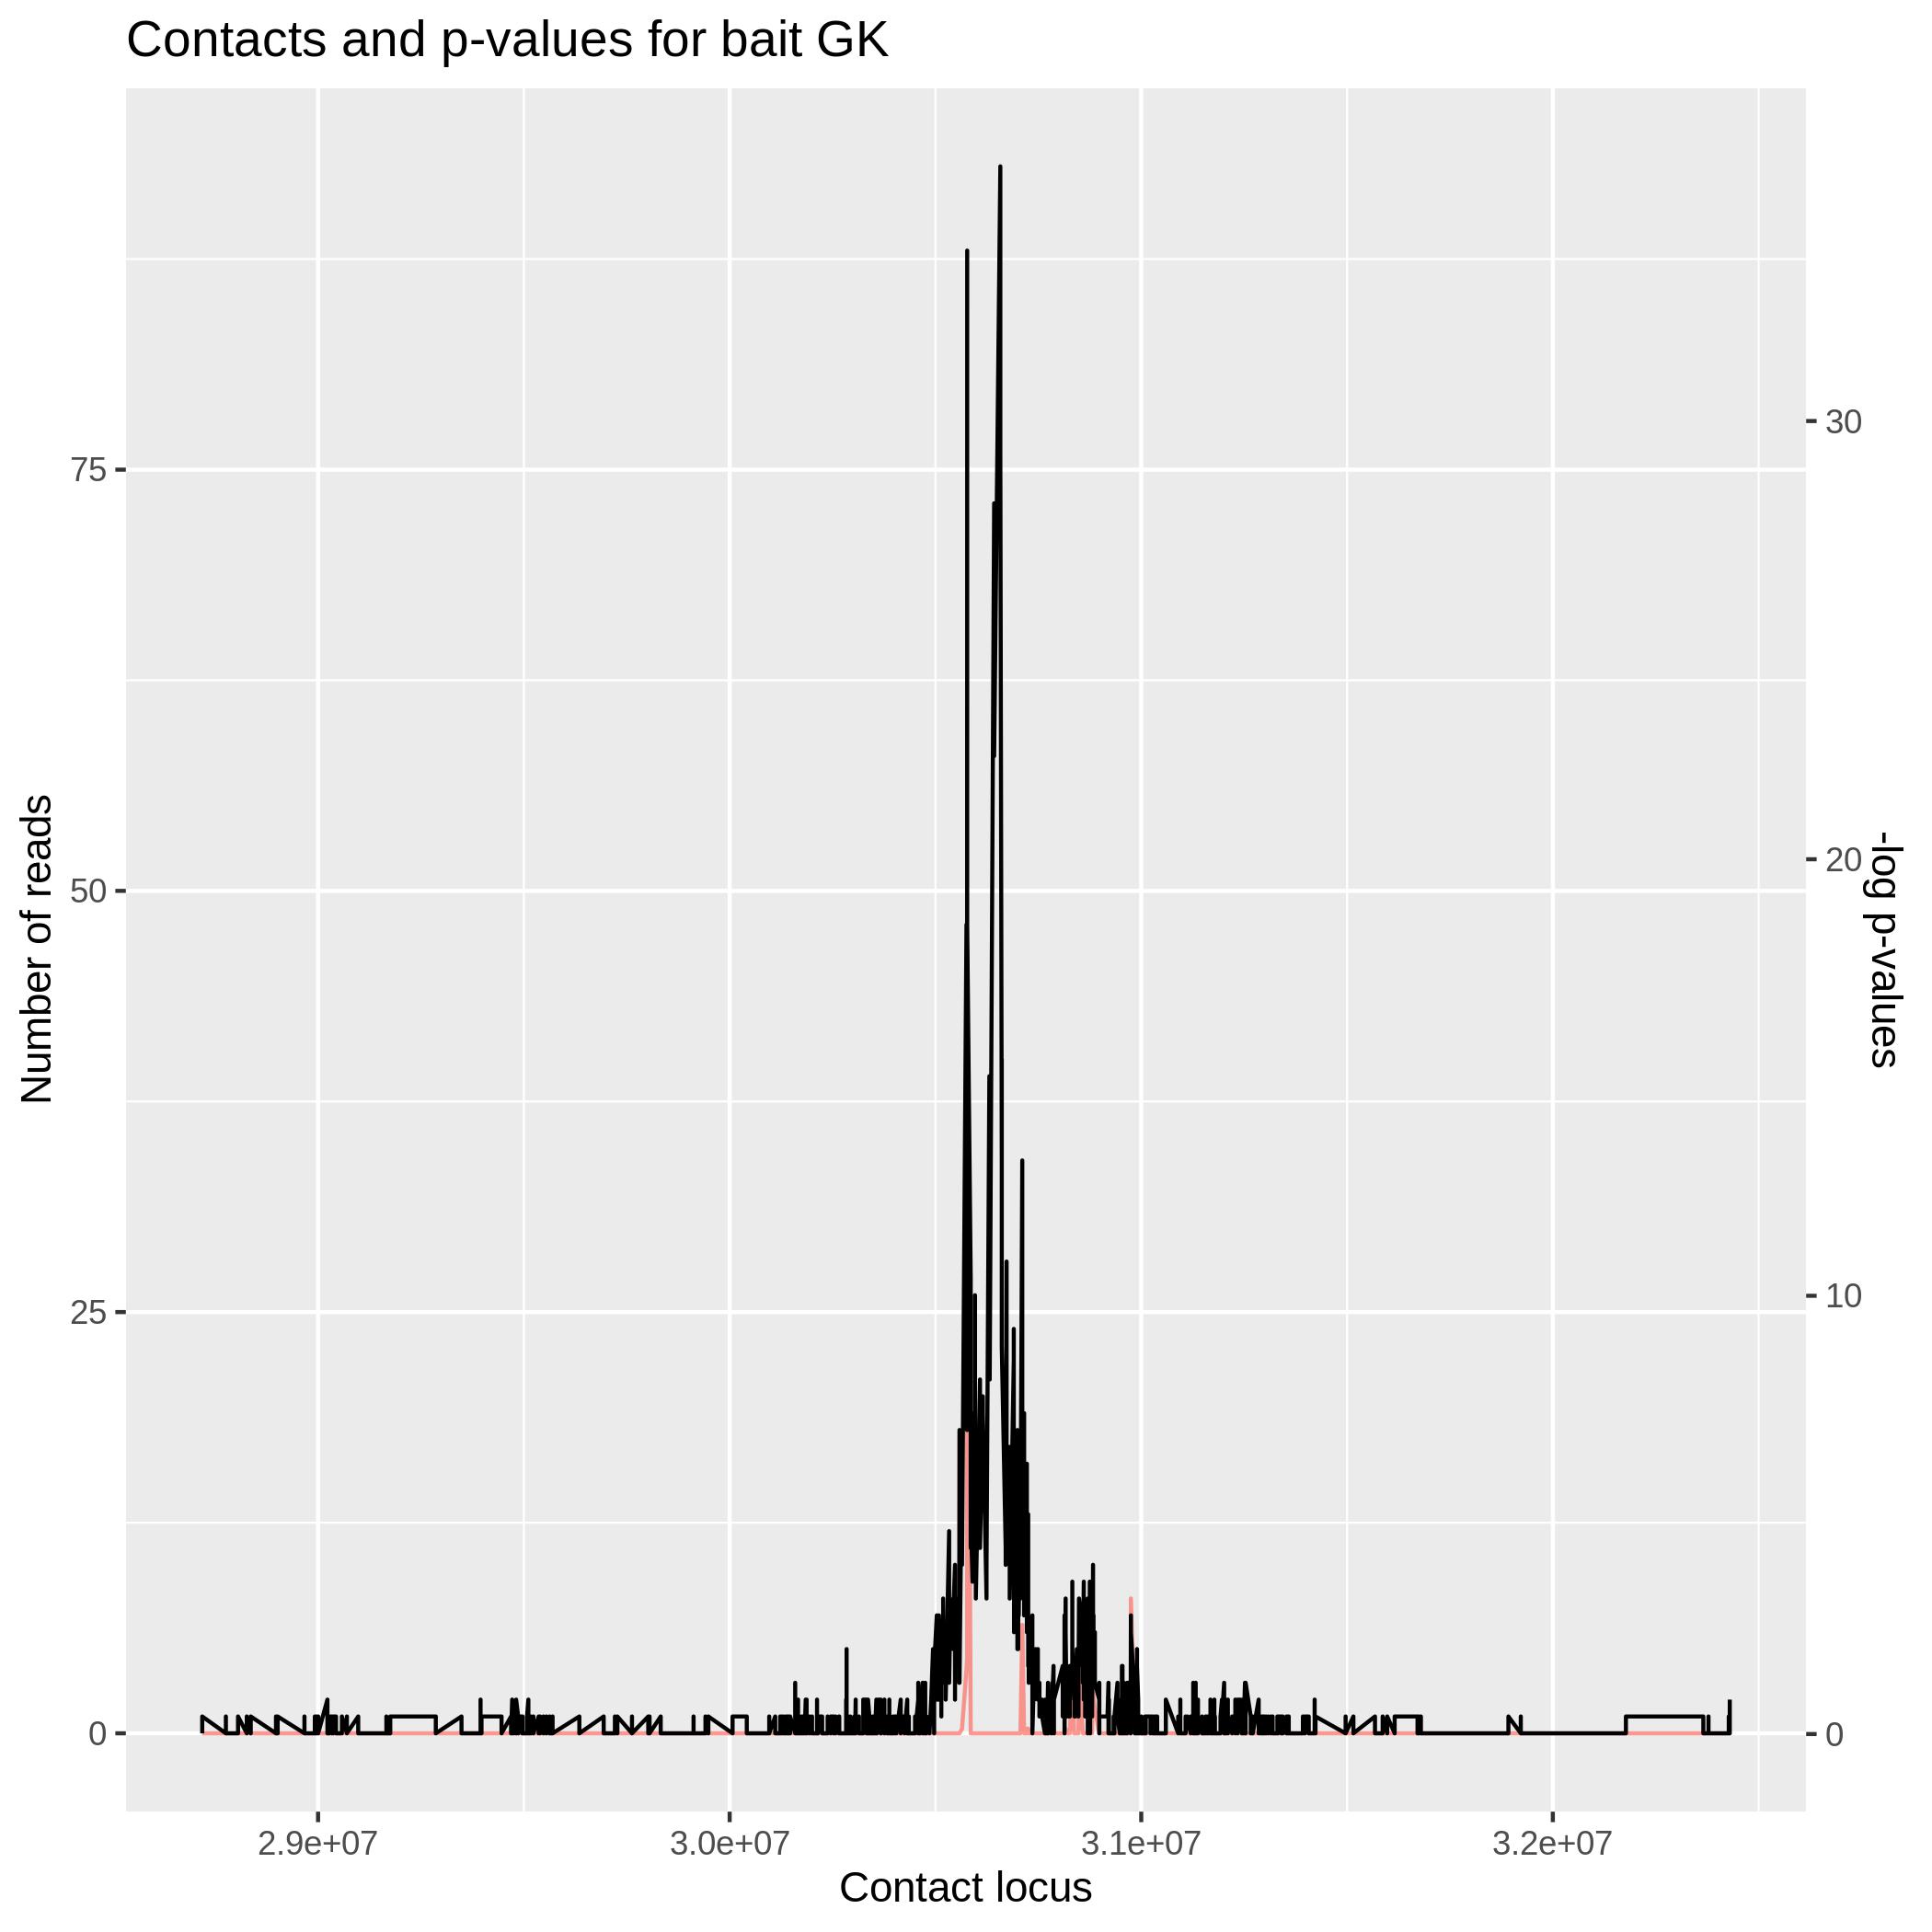 Contacts and p-values for bait GK
Number of reads
75
50
25
0
30
20
10
0
-log p-values
2.9e+07
3.0e+07
3.1e+07
3.2e+07
Contact locus